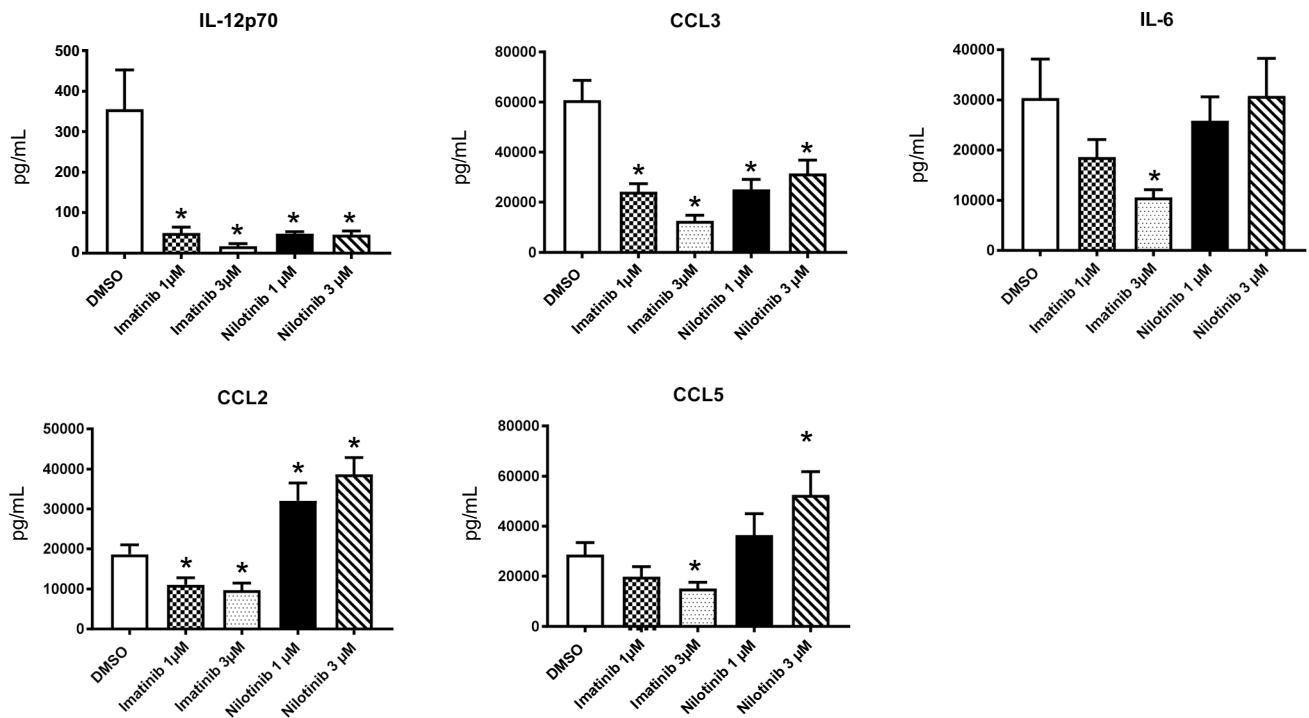 IL-12p70
500
400
300
200
100
0
pg/mL
*
*
*
*
DMSO
Imatinib 1µM
Imatinib 3µM
Nilotinib 1 µM
Nilotinib 3 µM
CCL3
80000
60000
40000
20000
0
pg/mL
*
*
*
*
DMSO
Imatinib 1µM
Imatinib 3µM
Nilotinib 1 µM
Nilotinib 3 µM
IL-6
40000
30000
20000
10000
0
pg/mL
*
DMSO
Imatinib 1µM
Imatinib 3µM
Nilotinib 1 µM
Nilotinib 3 µM
CCL2
50000
40000
30000
20000
10000
0
pg/mL
*
*
*
*
DMSO
Imatinib 1µM
Imatinib 3µM
Nilotinib 1 µM
Nilotinib 3 µM
CCL5
80000
60000
40000
20000
0
pg/mL
*
*
DMSO
Imatinib 1µM
Imatinib 3µM
Nilotinib 1 µM
Nilotinib 3 µM